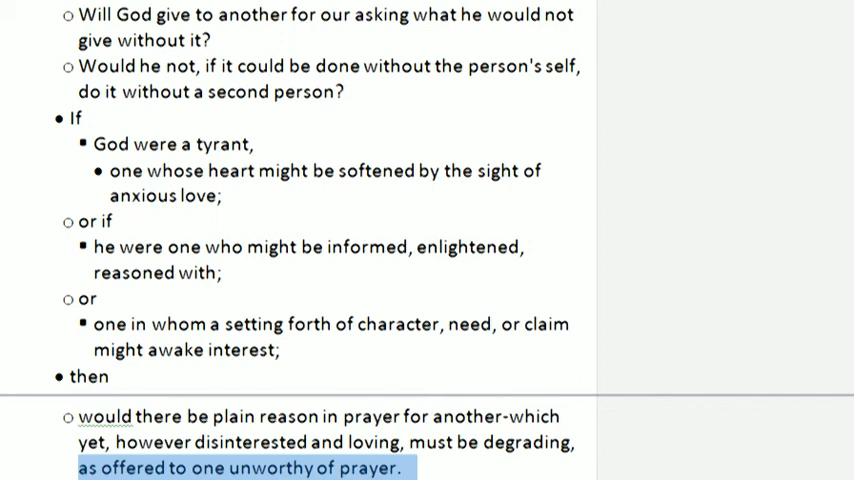 ○ Will God give to another for our asking what he would not
give without it?
○ Would he not, if it could be done without the person's self,
do it without a second person?
• If
▪ God were a tyrant,
• one whose heart might be softened by the sight of
anxious love;
○ or if
▪ he were one who might be informed, enlightened,
reasoned with;
○ or
▪ one in whom a setting forth of character, need, or claim
might awake interest;
• then
○ would there be plain reason in prayer for another-which
yet, however disinterested and loving, must be degrading,
as offered to one unworthy of prayer.